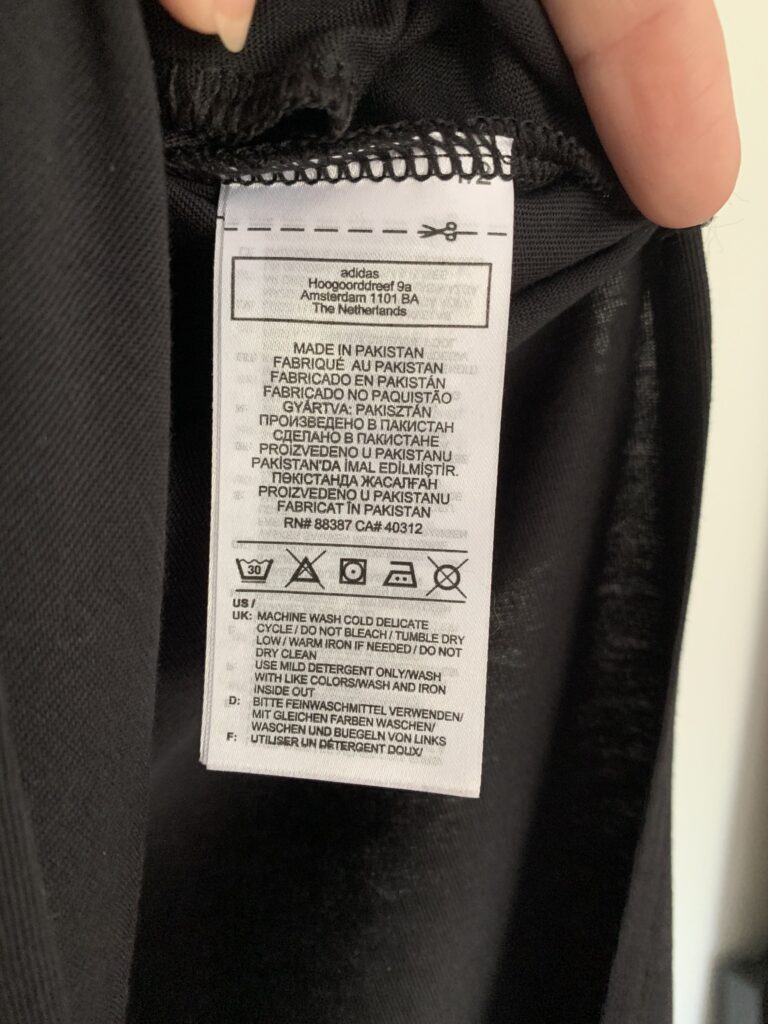 adidas
Hoogoorddreef 9a
Amsterdam 1101 BA
The Netherlands
MADE IN PAKISTAN
FABRIQUÉ AU PAKISTAN
FABRICADO EN PAKISTÁN
FABRICADO NO PAQUISTÃO
GYÁRTVA: PAKISZTÁN
ПРОИЗВЕДЕНО В ПАКИСТАН
СДЕЛАНО В ПАКИСТАНЕ
PROIZVEDENO U PAKISTANU
PAKİSTAN'DA İMAL EDİLMİŞTİR.
ПӘКІСТАНДА ЖАСАЛҒАН
PROIZVEDENO U PAKISTANU
FABRICAT ÎN PAKISTAN
RN# 88387 CA# 40312
30
US /
UK: MACHINE WASH COLD DELICATE
CYCLE / DO NOT BLEACH / TUMBLE DRY
LOW / WARM IRON IF NEEDED / DO NOT
DRY CLEAN
USE MILD DETERGENT ONLY/WASH
WITH LIKE COLORS/WASH AND IRON
INSIDE OUT
D: BITTE FEINWASCHMITTEL VERWENDEN/
MIT GLEICHEN FARBEN WASCHEN/
WASCHEN UND BUEGELN VON LINKS
F: UTILISER UN DÉTERGENT DOUX/